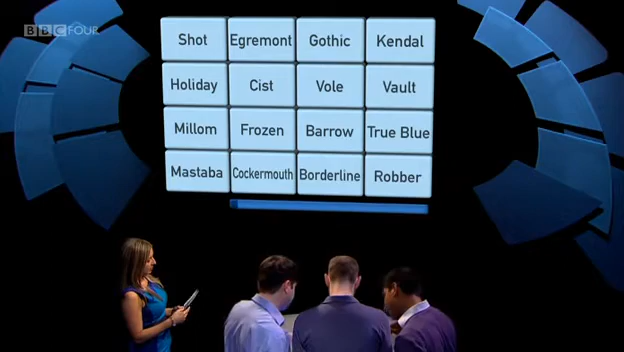 BBC FOUR
Shot Egremont Gothic Kendal
Holiday Cist Vole Vault
Millom Frozen Barrow True Blue
Mastaba Cockermouth Borderline Robber